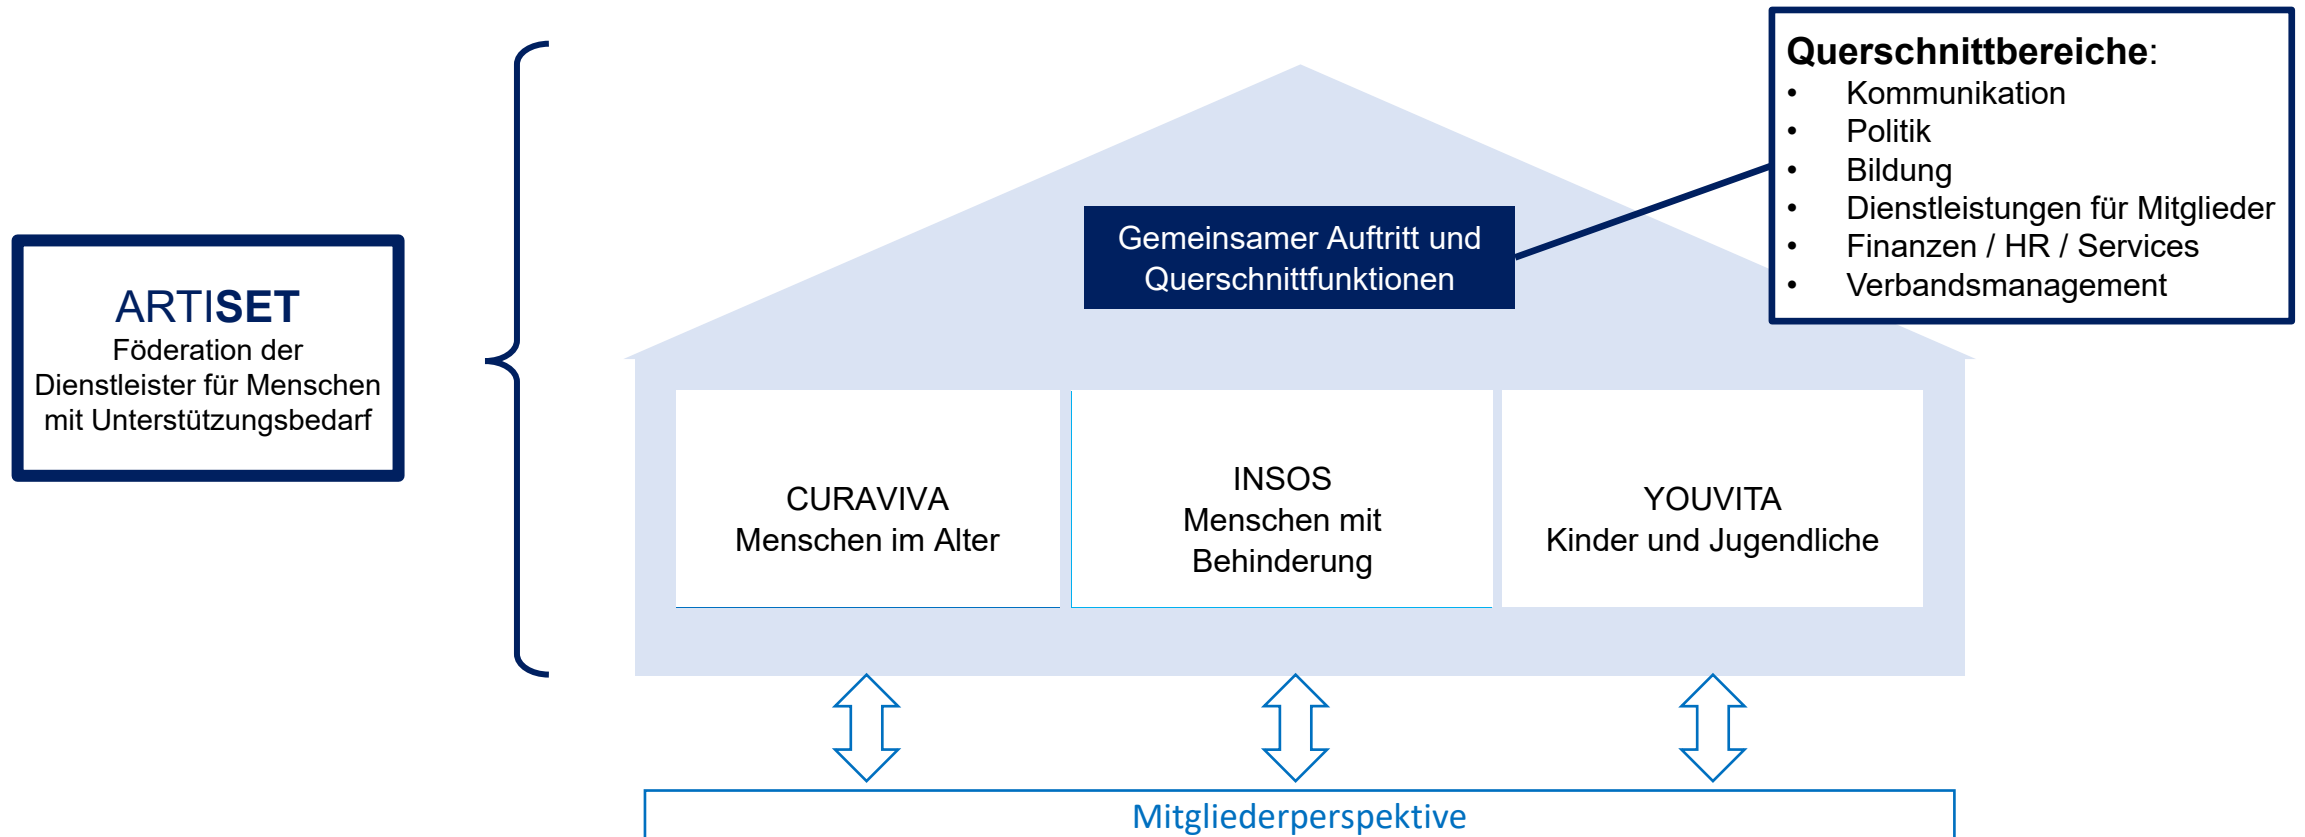 ARTISET
Föderation der
Dienstleister für Menschen
mit Unterstützungsbedarf
Gemeinsamer Auftritt und
Querschnittfunktionen
Querschnittbereiche:
• Kommunikation
• Politik
• Bildung
• Dienstleistungen für Mitglieder
• Finanzen / HR / Services
• Verbandsmanagement
CURAVIVA
Menschen im Alter
INSOS
Menschen mit
Behinderung
YOUVITA
Kinder und Jugendliche
Mitgliederperspektive